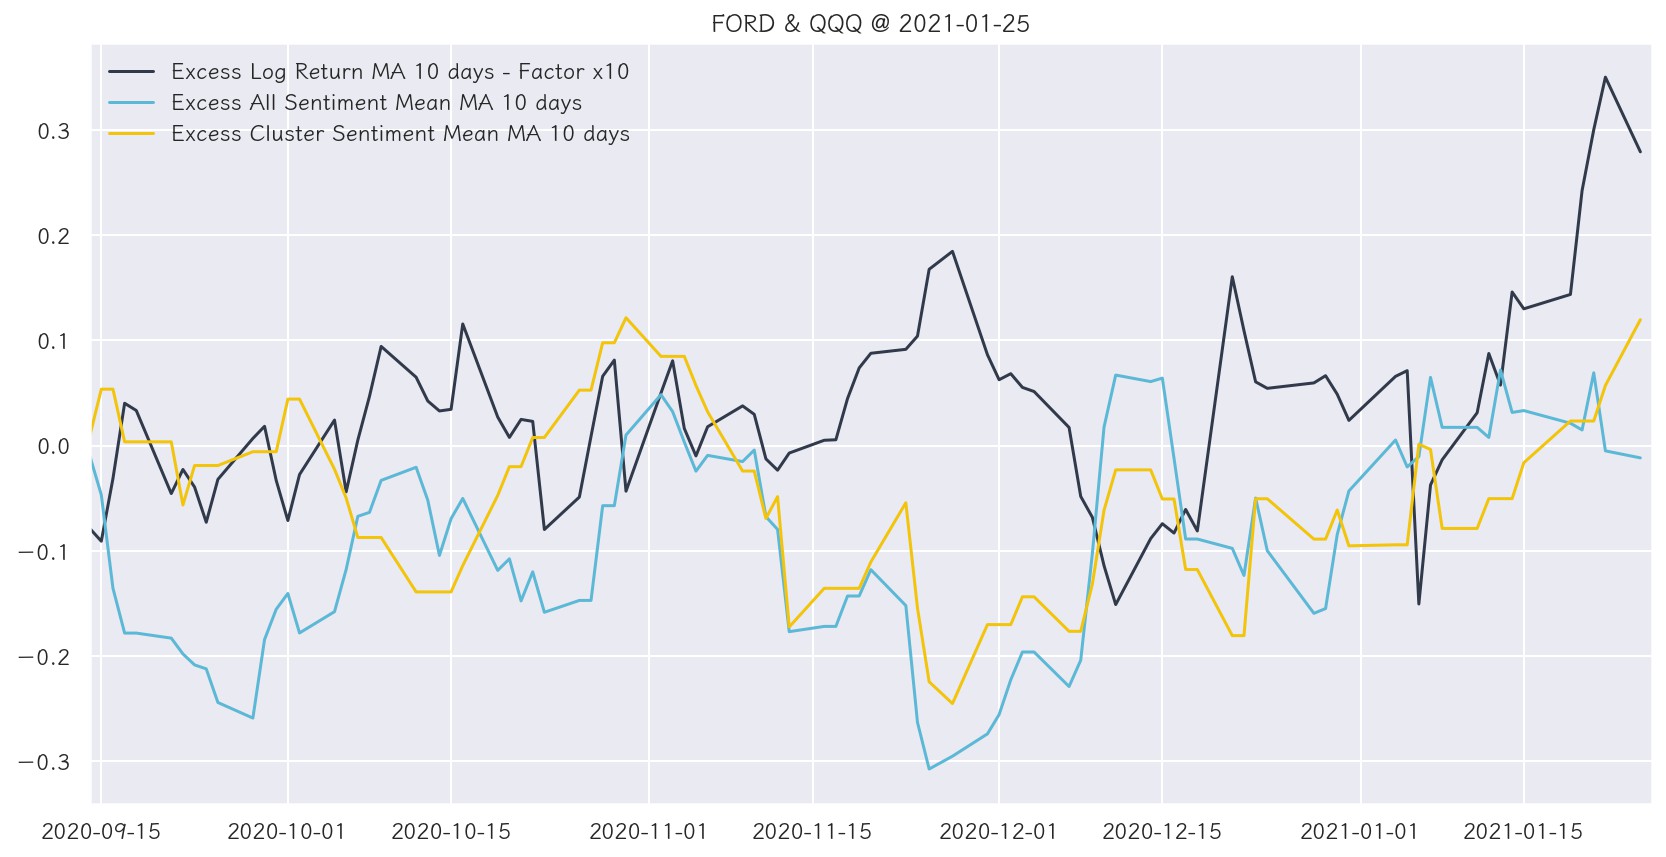 FORD & QQQ @ 2021-01-25
Excess Log Return MA 10 days - Factor x10
Excess All Sentiment Mean MA 10 days
Excess Cluster Sentiment Mean MA 10 days
0.3
0.2
0.1
0.0
−0.1
−0.2
−0.3
2020-09-15 2020-10-01 2020-10-15 2020-11-01 2020-11-15 2020-12-01 2020-12-15 2021-01-01 2021-01-15